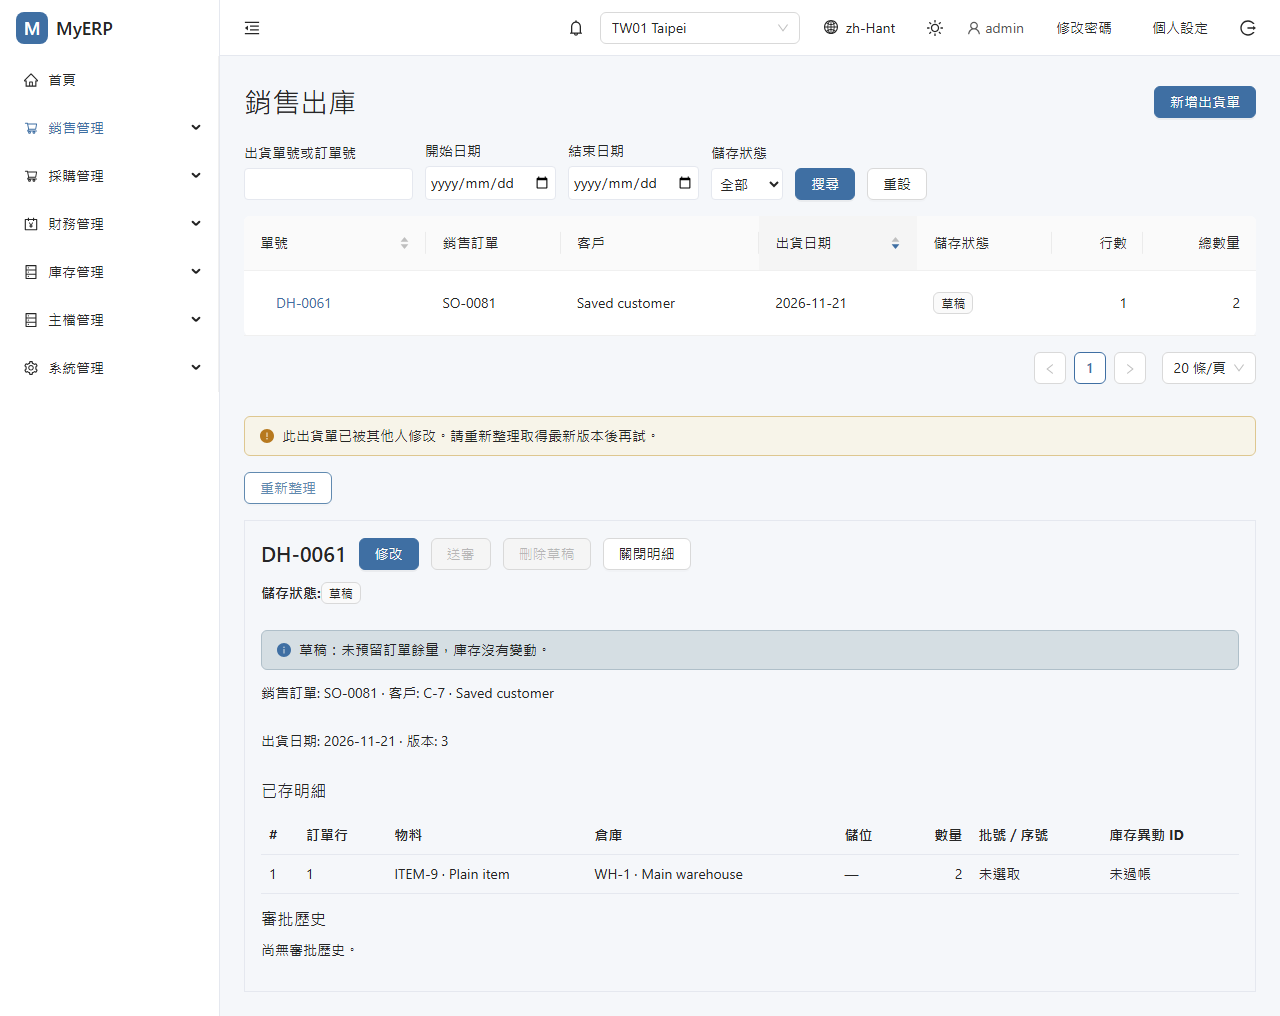 M MyERP
TW01 Taipei
zh-Hant
admin
修改密碼
個人設定
首頁
銷售管理
採購管理
財務管理
庫存管理
主檔管理
系統管理
銷售出庫
新增出貨單
出貨單號或訂單號
開始日期
結束日期
儲存狀態
yyyy/mm/dd
yyyy/mm/dd
全部
搜尋
重設
單號 銷售訂單 客戶 出貨日期 儲存狀態 行數 總數量
DH-0061 SO-0081 Saved customer 2026-11-21 草稿 1 2
1
20 條/頁
此出貨單已被其他人修改。請重新整理取得最新版本後再試。
重新整理
DH-0061 修改 送審 刪除草稿 關閉明細
儲存狀態: 草稿
草稿：未預留訂單餘量，庫存沒有變動。
銷售訂單: SO-0081 · 客戶: C-7 · Saved customer
出貨日期: 2026-11-21 · 版本: 3
已存明細
# 訂單行 物料 倉庫 儲位 數量 批號 / 序號 庫存異動 ID
1 1 ITEM-9 · Plain item WH-1 · Main warehouse — 2 未選取 未過帳
審批歷史
尚無審批歷史。